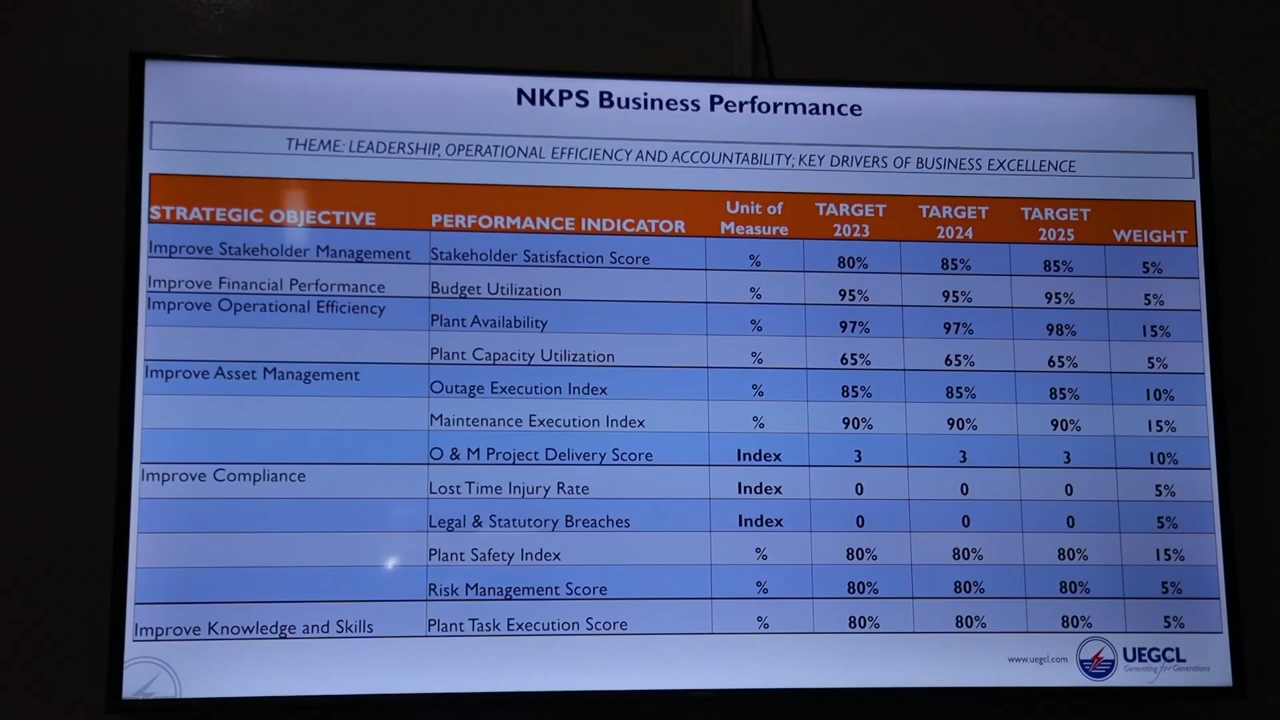 NKPS Business Performance
THEME: LEADERSHIP, OPERATIONAL EFFICIENCY AND ACCOUNTABILITY; KEY DRIVERS OF BUSINESS EXCELLENCE
STRATEGIC OBJECTIVE PERFORMANCE INDICATOR Unit of Measure TARGET 2023 TARGET 2024 TARGET 2025 WEIGHT
Improve Stakeholder Management Stakeholder Satisfaction Score % 80% 85% 85% 5%
Improve Financial Performance Budget Utilization % 95% 95% 95% 5%
Improve Operational Efficiency Plant Availability % 97% 97% 98% 15%
Plant Capacity Utilization % 65% 65% 65% 5%
Improve Asset Management Outage Execution Index % 85% 85% 85% 10%
Maintenance Execution Index % 90% 90% 90% 15%
O & M Project Delivery Score Index 3 3 3 10%
Improve Compliance Lost Time Injury Rate Index 0 0 0 5%
Legal & Statutory Breaches Index 0 0 0 5%
Plant Safety Index % 80% 80% 80% 15%
Risk Management Score % 80% 80% 80% 5%
Improve Knowledge and Skills Plant Task Execution Score % 80% 80% 80% 5%
www.uegcl.com UEGCL
Generating for Generations